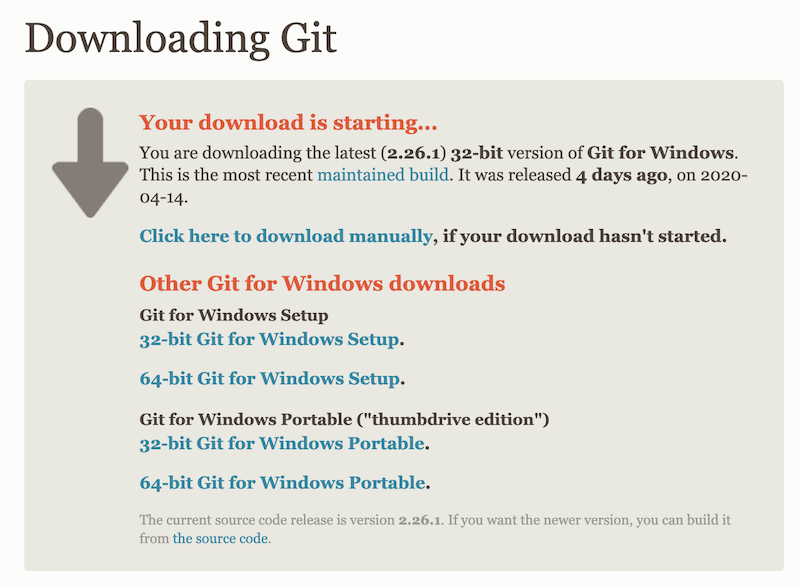 Downloading Git
Your download is starting...
You are downloading the latest (2.26.1) 32-bit version of Git for Windows.
This is the most recent maintained build. It was released 4 days ago, on 2020-
04-14.
Click here to download manually, if your download hasn't started.
Other Git for Windows downloads
Git for Windows Setup
32-bit Git for Windows Setup.
64-bit Git for Windows Setup.
Git for Windows Portable ("thumbdrive edition")
32-bit Git for Windows Portable.
64-bit Git for Windows Portable.
The current source code release is version 2.26.1. If you want the newer version, you can build it
from the source code.